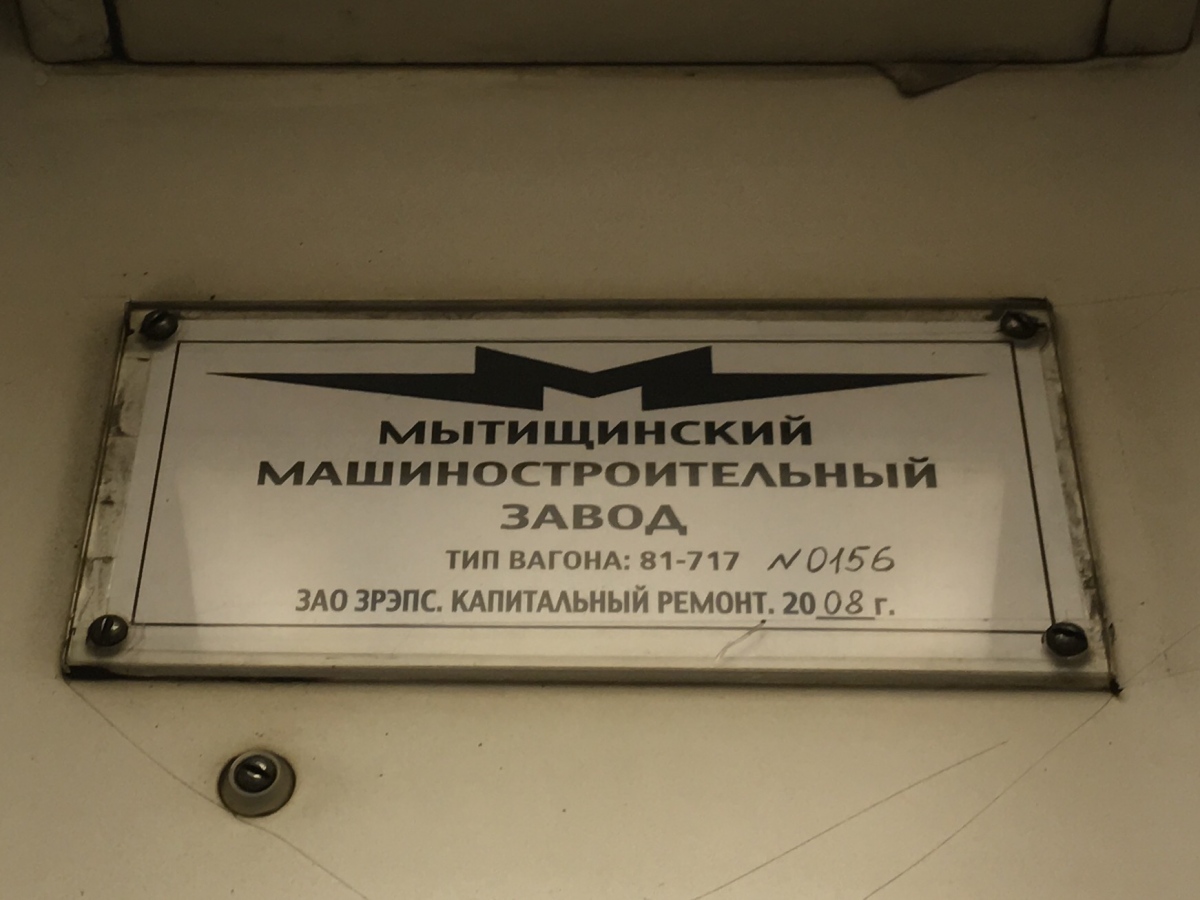 МЫТИЩИНСКИЙ
МАШИНОСТРОИТЕЛЬНЫЙ
ЗАВОД
ТИП ВАГОНА: 81-717 N 0156
ЗАО ЗРЭПС. КАПИТАЛЬНЫЙ РЕМОНТ. 2008 г.